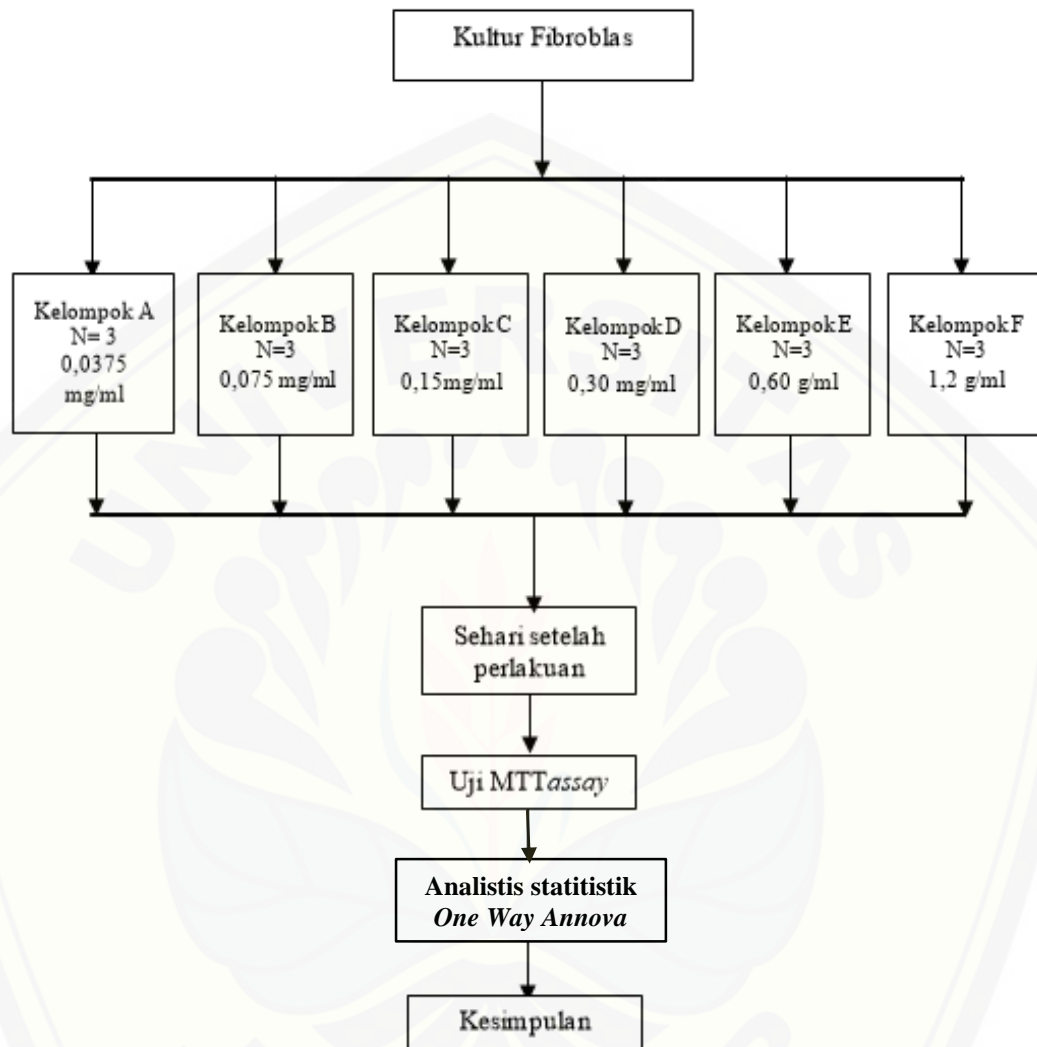 Kultur Fibroblas
Kelompok A
N= 3
0,0375
mg/ml
Kelompok B
N=3
0,075 mg/ml
Kelompok C
N=3
0,15mg/ml
Kelompok D
N=3
0,30 mg/ml
Kelompok E
N=3
0,60 g/ml
Kelompok F
N=3
1,2 g/ml
UNIVERSITAS
Sehari setelah
perlakuan
Uji MTTassay
Analistis statitistik
One Way Annova
Kesimpulan